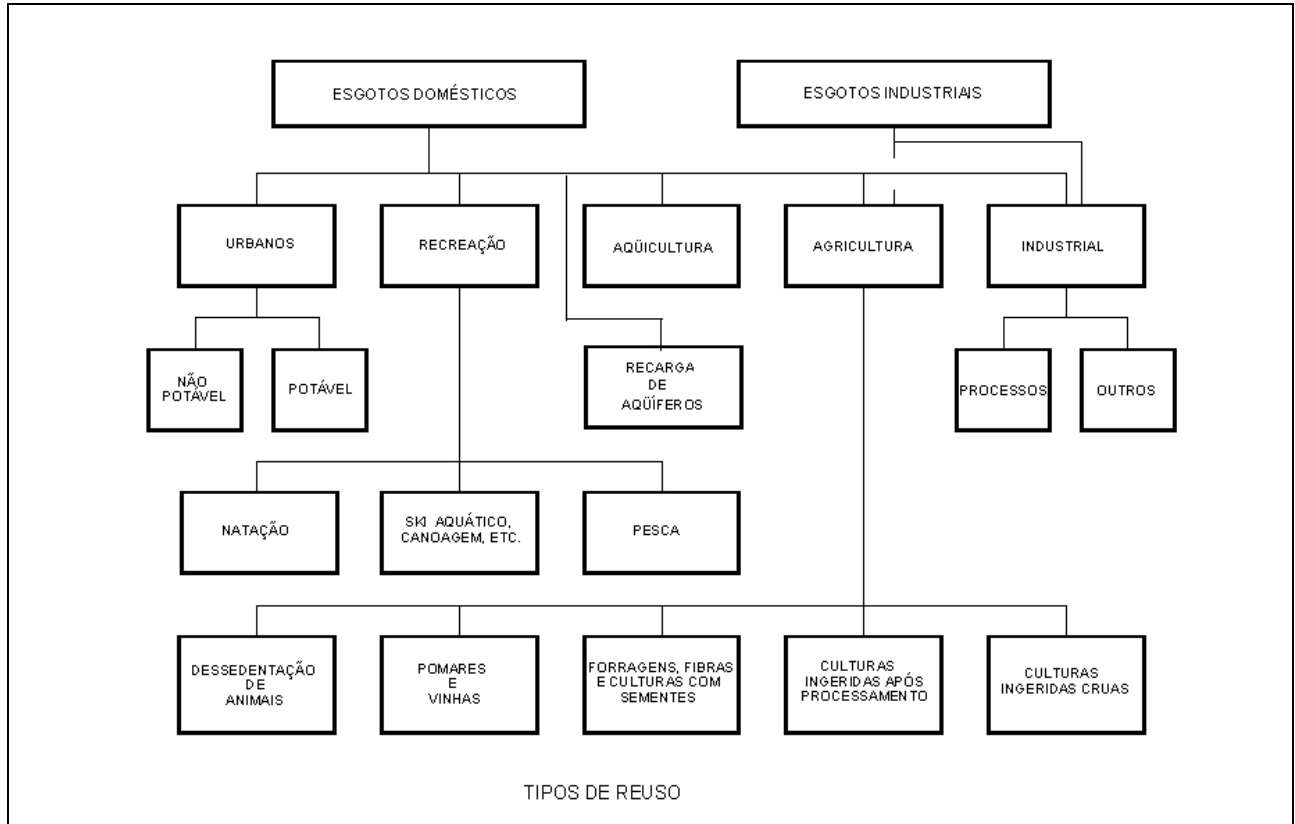 ESGOTOS DOMÉSTICOS
ESGOTOS INDUSTRIAIS
URBANOS
RECREAÇÃO
AQÜICULTURA
AGRICULTURA
INDUSTRIAL
NÃO
POTÁVEL
POTÁVEL
RECARGA
DE
AQÜÍFEROS
PROCESSOS
OUTROS
NATAÇÃO
SKI AQUÁTICO,
CANOAGEM, ETC.
PESCA
DESSEDENTAÇÃO
DE
ANIMAIS
POMARES
E
VINHAS
FORRAGENS, FIBRAS
E CULTURAS COM
SEMENTES
CULTURAS
INGERIDAS APÓS
PROCESSAMENTO
CULTURAS
INGERIDAS CRUAS
TIPOS DE REUSO